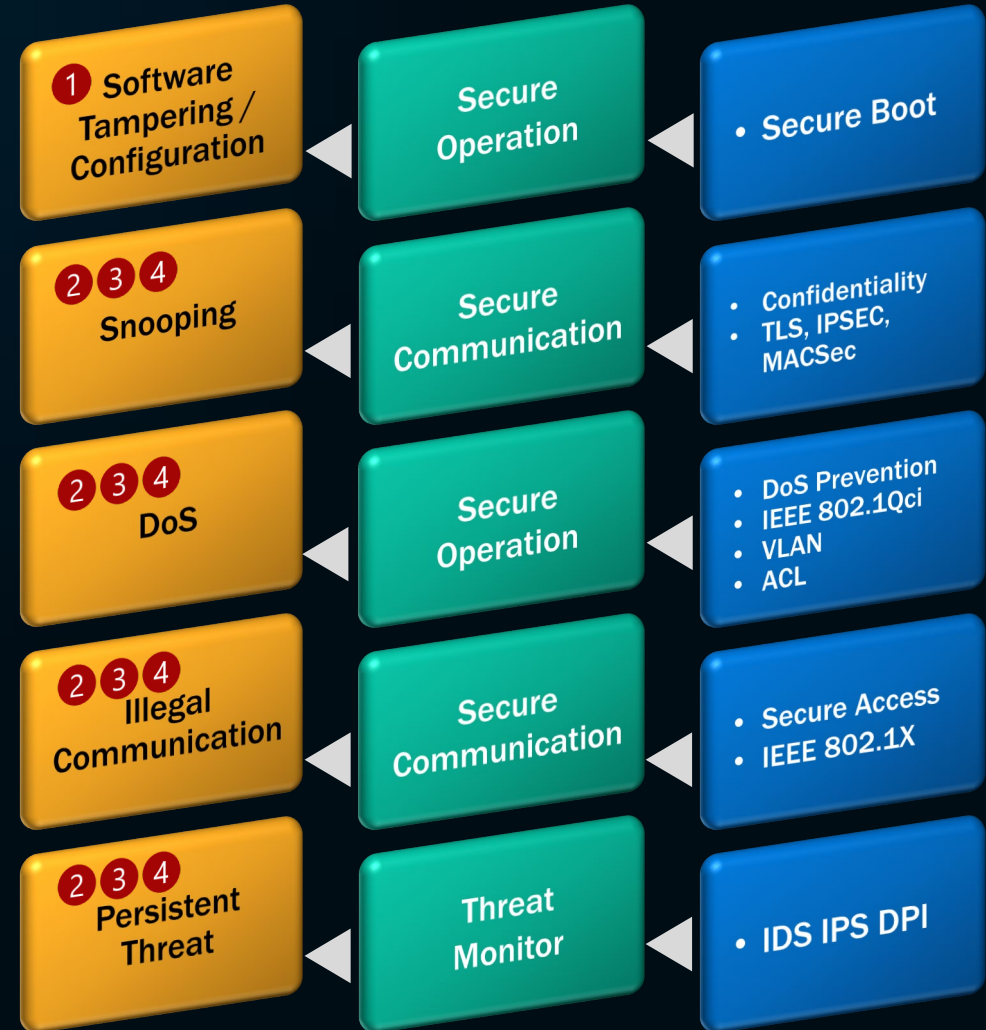 1 Software
Tampering /
Configuration
Secure
Operation
• Secure Boot
2 3 4
Snooping
Secure
Communication
• Confidentiality
• TLS, IPSEC,
MACSec
2 3 4
DoS
Secure
Operation
• DoS Prevention
• IEEE 802.1Qci
• VLAN
• ACL
2 3 4
Illegal
Communication
Secure
Communication
• Secure Access
• IEEE 802.1X
2 3 4
Persistent
Threat
Threat
Monitor
• IDS IPS DPI